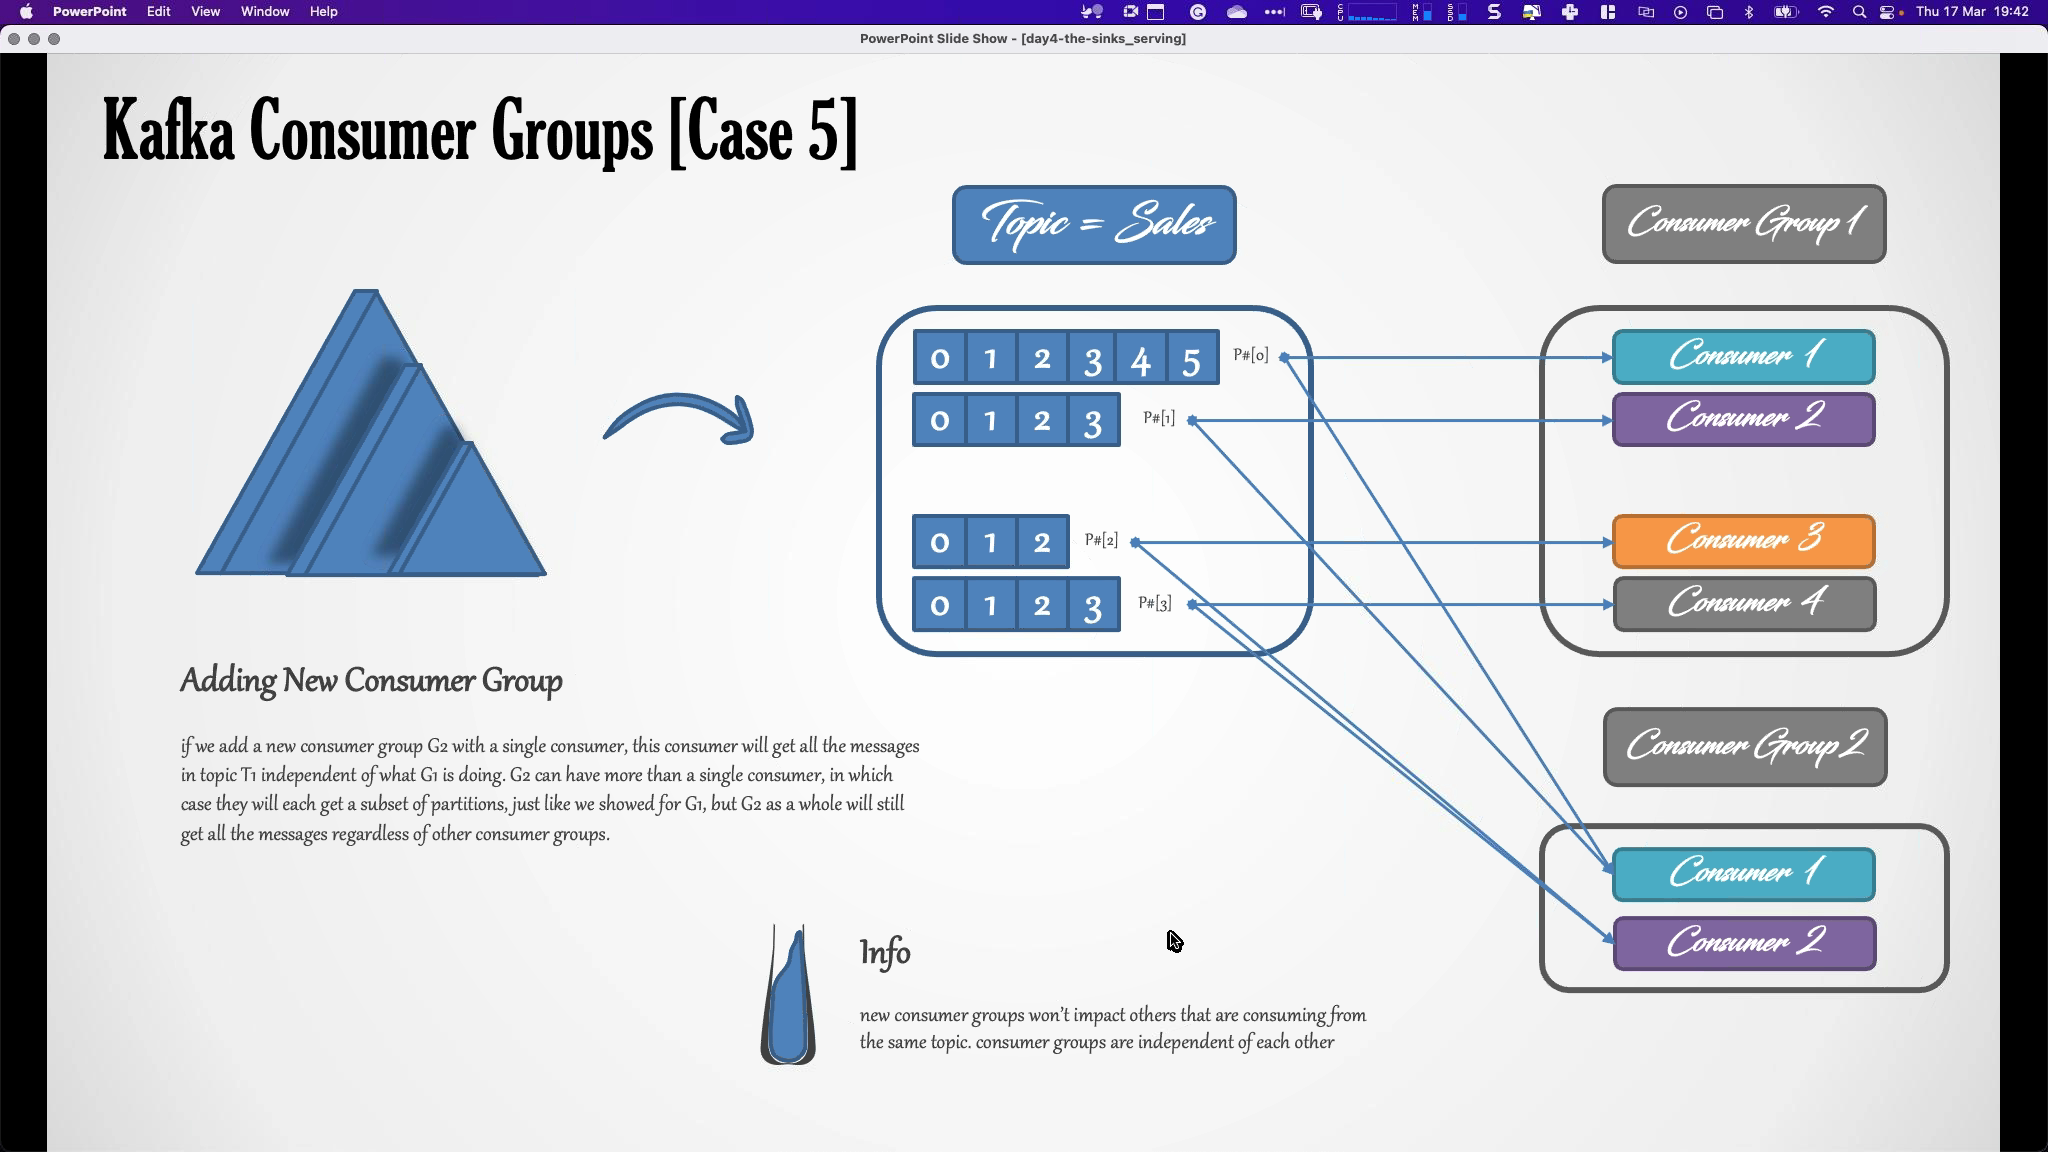 PowerPoint Edit View Window Help
Thu 17 Mar 19:42
PowerPoint Slide Show - [day4-the-sinks_serving]
Kafka Consumer Groups [Case 5]
Topic = Sales
Consumer Group 1
0 1 2 3 4 5 P#[0]
Consumer 1
0 1 2 3 P#[1]
Consumer 2
0 1 2 P#[2]
Consumer 3
0 1 2 3 P#[3]
Consumer 4
Adding New Consumer Group
if we add a new consumer group G2 with a single consumer, this consumer will get all the messages
in topic T1 independent of what G1 is doing. G2 can have more than a single consumer, in which
case they will each get a subset of partitions, just like we showed for G1, but G2 as a whole will still
get all the messages regardless of other consumer groups.
Consumer Group 2
Consumer 1
Consumer 2
Info
new consumer groups won't impact others that are consuming from
the same topic. consumer groups are independent of each other